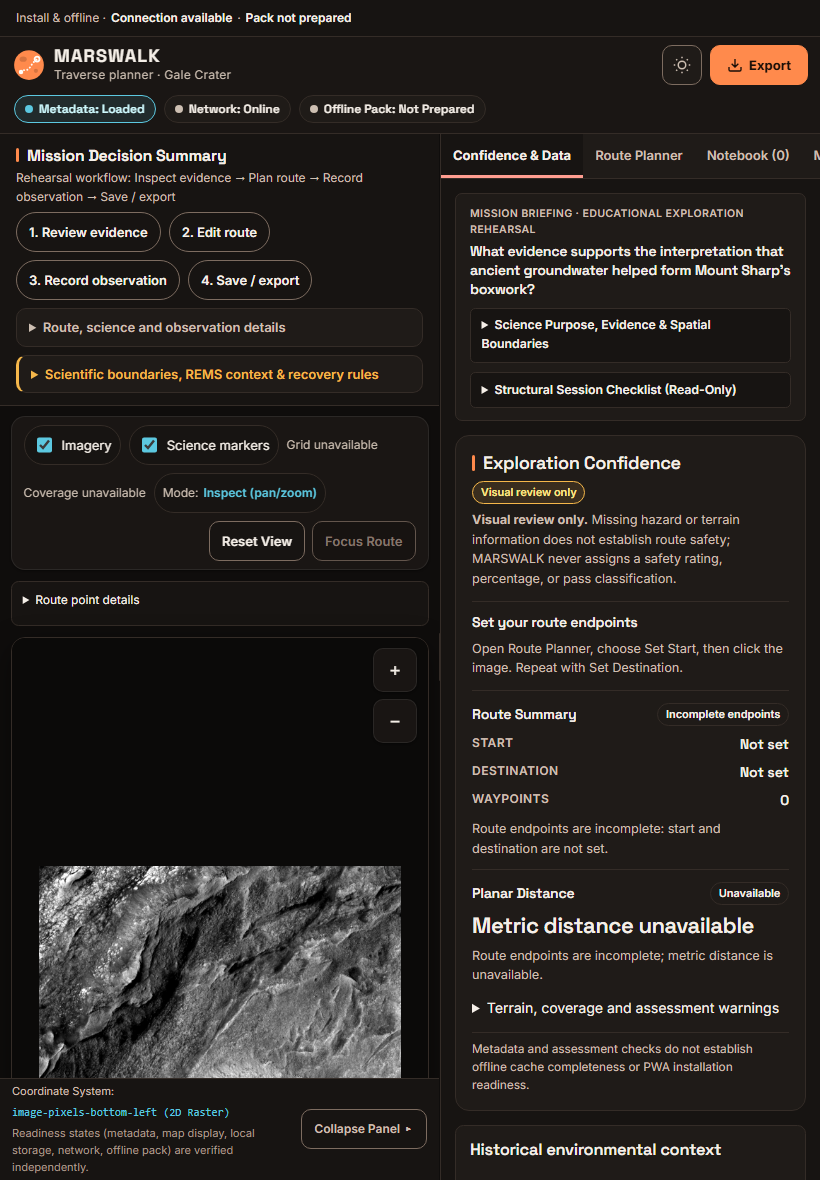 Install & offline · Connection available · Pack not prepared
MARSWALK
Traverse planner · Gale Crater
Export
Metadata: Loaded
Network: Online
Offline Pack: Not Prepared
Mission Decision Summary
Rehearsal workflow: Inspect evidence → Plan route → Record
observation → Save / export
1. Review evidence
2. Edit route
3. Record observation
4. Save / export
▶ Route, science and observation details
▶ Scientific boundaries, REMS context & recovery rules
Imagery
Science markers
Grid unavailable
Coverage unavailable
Mode: Inspect (pan/zoom)
Reset View
Focus Route
▶ Route point details
+
−
Coordinate System:
image-pixels-bottom-left (2D Raster)
Readiness states (metadata, map display, local
storage, network, offline pack) are verified
independently.
Collapse Panel ▸
Confidence & Data
Route Planner
Notebook (0)
MISSION BRIEFING · EDUCATIONAL EXPLORATION
REHEARSAL
What evidence supports the interpretation that
ancient groundwater helped form Mount Sharp's
boxwork?
▶ Science Purpose, Evidence & Spatial
Boundaries
▶ Structural Session Checklist (Read-Only)
Exploration Confidence
Visual review only
Visual review only. Missing hazard or terrain
information does not establish route safety;
MARSWALK never assigns a safety rating,
percentage, or pass classification.
Set your route endpoints
Open Route Planner, choose Set Start, then click the
image. Repeat with Set Destination.
Route Summary
Incomplete endpoints
START
Not set
DESTINATION
Not set
WAYPOINTS
0
Route endpoints are incomplete: start and
destination are not set.
Planar Distance
Unavailable
Metric distance unavailable
Route endpoints are incomplete; metric distance is
unavailable.
▶ Terrain, coverage and assessment warnings
Metadata and assessment checks do not establish
offline cache completeness or PWA installation
readiness.
Historical environmental context